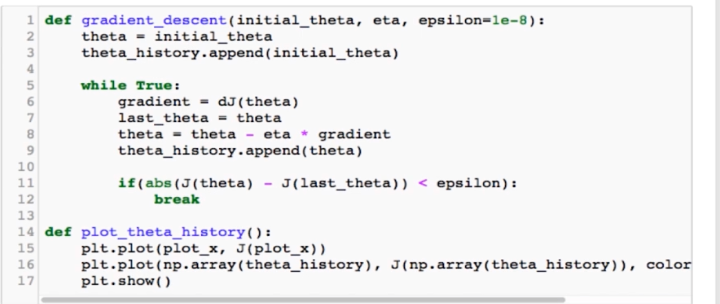 1 def gradient_descent(initial_theta, eta, epsilon=1e-8):
2     theta = initial_theta
3     theta_history.append(initial_theta)
4
5     while True:
6         gradient = dJ(theta)
7         last_theta = theta
8         theta = theta - eta * gradient
9         theta_history.append(theta)
10
11         if(abs(J(theta) - J(last_theta)) < epsilon):
12             break
13
14 def plot_theta_history():
15     plt.plot(plot_x, J(plot_x))
16     plt.plot(np.array(theta_history), J(np.array(theta_history)), color
17     plt.show()